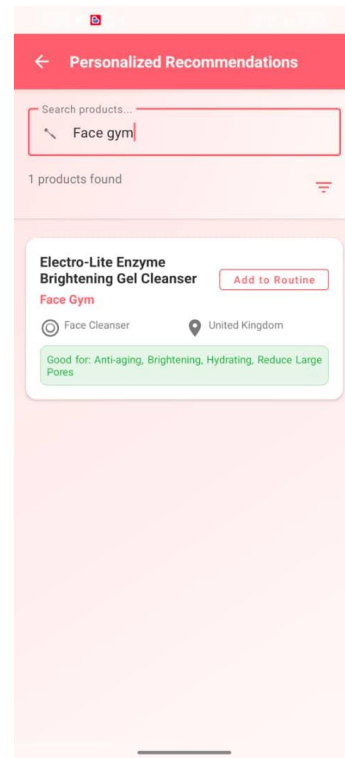 Personalized Recommendations
Search products...
Face gym
1 products found
Electro-Lite Enzyme
Brightening Gel Cleanser
Add to Routine
Face Gym
Face Cleanser
United Kingdom
Good for: Anti-aging, Brightening, Hydrating, Reduce Large
Pores